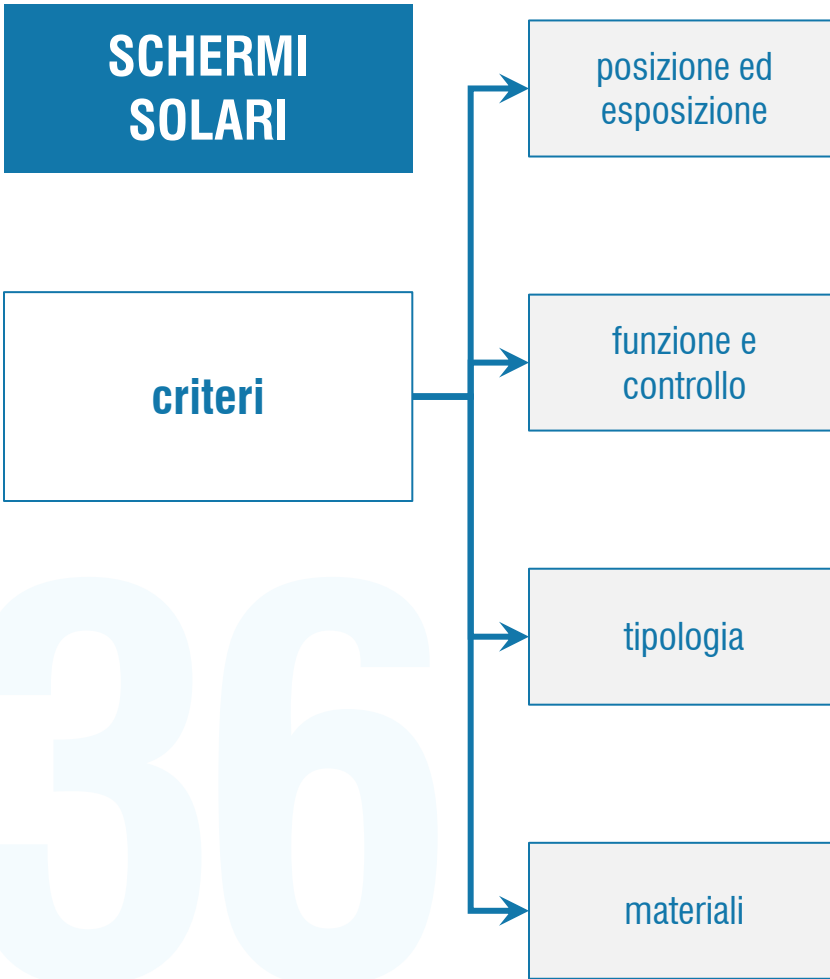 SCHERMI
SOLARI
criteri
posizione ed
esposizione
funzione e
controllo
tipologia
materiali
36